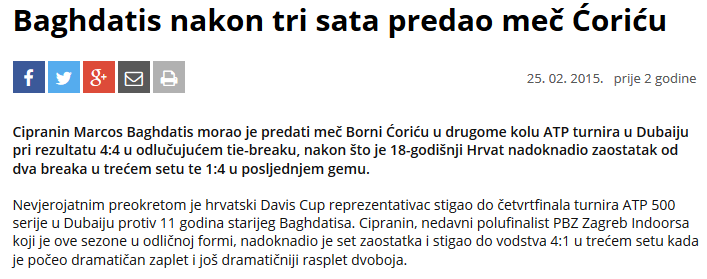 Baghdatis nakon tri sata predao meč Ćoriću
f
g+
25. 02. 2015. prije 2 godine
Cipranin Marcos Baghdatis morao je predati meč Borni Ćoriću u drugome kolu ATP turnira u Dubaiju
pri rezultatu 4:4 u odlučujućem tie-breaku, nakon što je 18-godišnji Hrvat nadoknadio zaostatak od
dva breaka u trećem setu te 1:4 u posljednjem gemu.
Nevjerojatnim preokretom je hrvatski Davis Cup reprezentativac stigao do četvrtfinala turnira ATP 500
serije u Dubaiju protiv 11 godina starijeg Baghdatisa. Cipranin, nedavni polufinalist PBZ Zagreb Indoorsa
koji je ove sezone u odličnoj formi, nadoknadio je set zaostatka i stigao do vodstva 4:1 u trećem setu kada
je počeo dramatičan zaplet i još dramatičniji rasplet dvoboja.